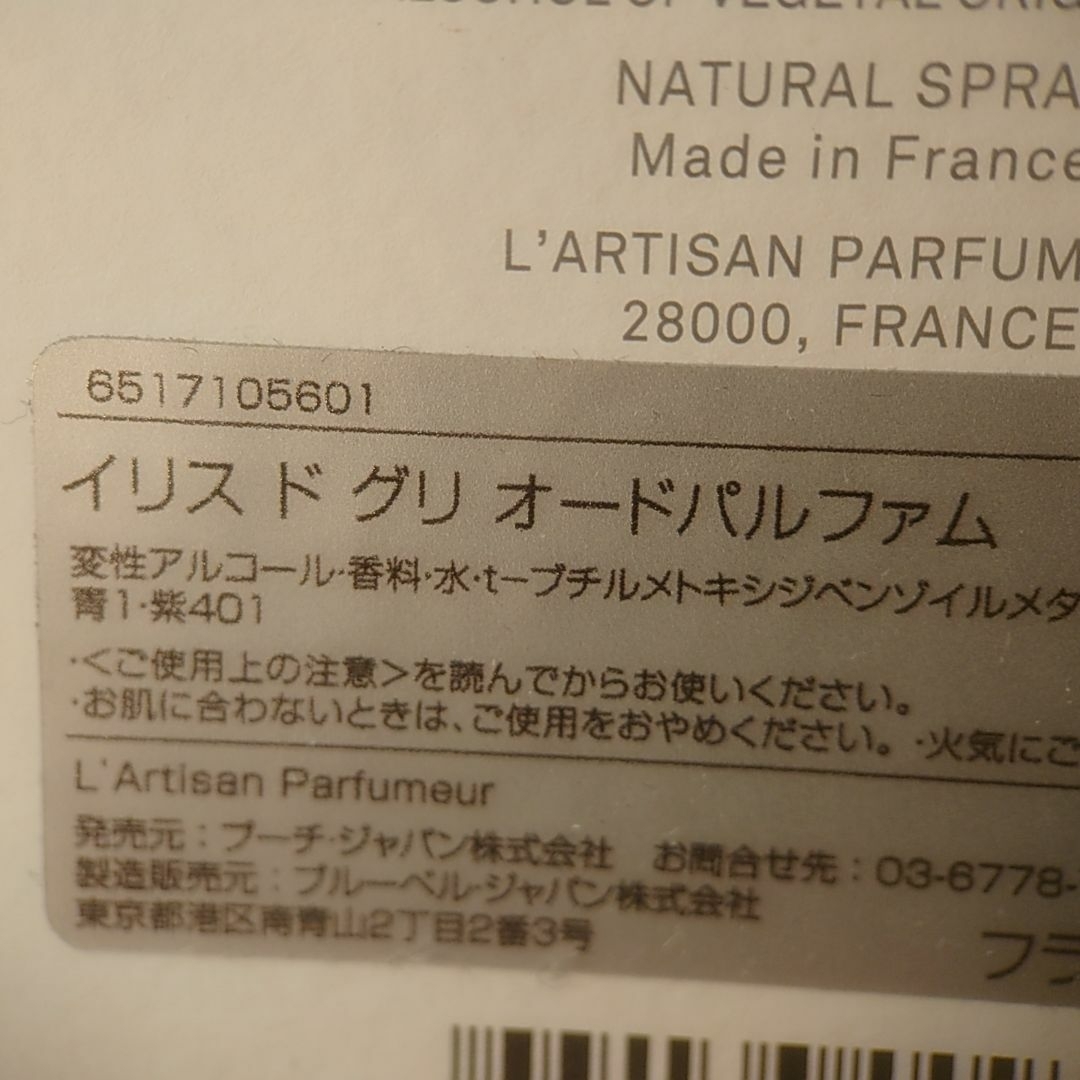 OF VEGETAL
NATURAL SPRA
Made in France
L'ARTISAN PARFUM
28000, FRANCE
6517105601
イリス ド グリ オードパルファム
変性アルコール・香料・水・t−ブチルメトキシジベンゾイルメタ
青1・紫401
・<ご使用上の注意>を読んでからお使いください。
・お肌に合わないときは、ご使用をおやめください。・火気にご
L'Artisan Parfumeur
発売元：プーチ・ジャパン株式会社 お問合せ先：03-6778-
製造販売元：ブルーベル・ジャパン株式会社
東京都港区南青山2丁目2番3号
フラ